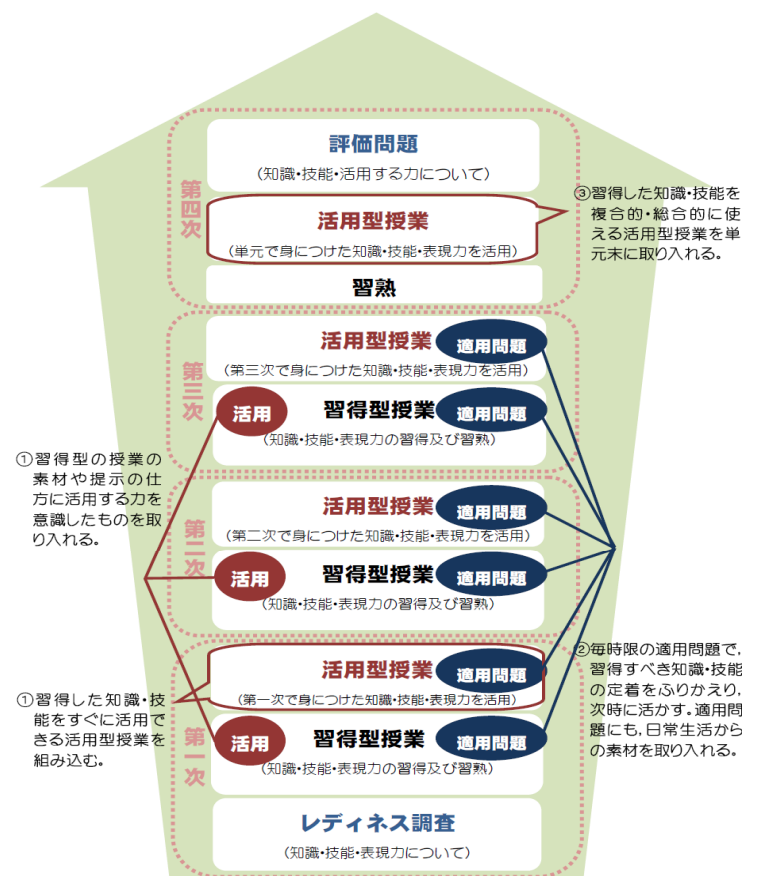 評価問題
(知識・技能・活用する力について)
第四次
活用型授業
(単元で身につけた知識・技能・表現力を活用)
習熟
③習得した知識・技能を
複合的・総合的に使
える活用型授業を単
元末に取り入れる。
活用型授業
適用問題
(第三次で身につけた知識・技能・表現力を活用)
第三次
活用
習得型授業
適用問題
(知識・技能・表現力の習得及び習熟)
①習得型の授業の
素材や提示の仕
方に活用する力を
意識したものを取
り入れる。
活用型授業
適用問題
(第二次で身につけた知識・技能・表現力を活用)
第二次
活用
習得型授業
適用問題
(知識・技能・表現力の習得及び習熟)
活用型授業
適用問題
(第一次で身につけた知識・技能・表現力を活用)
①習得した知識・技
能をすぐに活用で
きる活用型授業を
組み込む。
第一次
活用
習得型授業
適用問題
(知識・技能・表現力の習得及び習熟)
②毎時限の適用問題で,
習得すべき知識・技能
の定着をふりかえり,
次時に活かす。適用問
題にも,日常生活から
の素材を取り入れる。
レディネス調査
(知識・技能・表現力について)